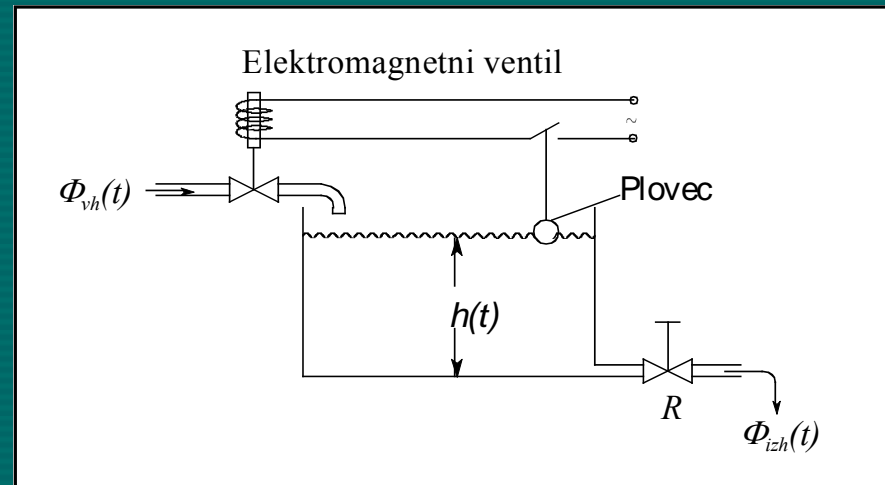 Elektromagnetni ventil
~
Φvh(t)
Plovec
h(t)
R
Φizh(t)